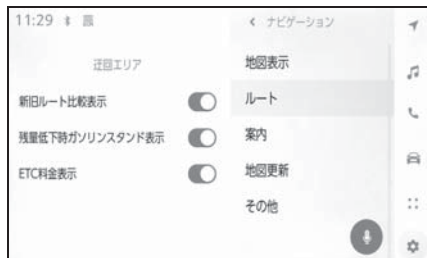 11:29
迂回エリア
新旧ルート比較表示
残量低下時ガソリンスタンド表示
ETC料金表示
ナビゲーション
地図表示
ルート
案内
地図更新
その他